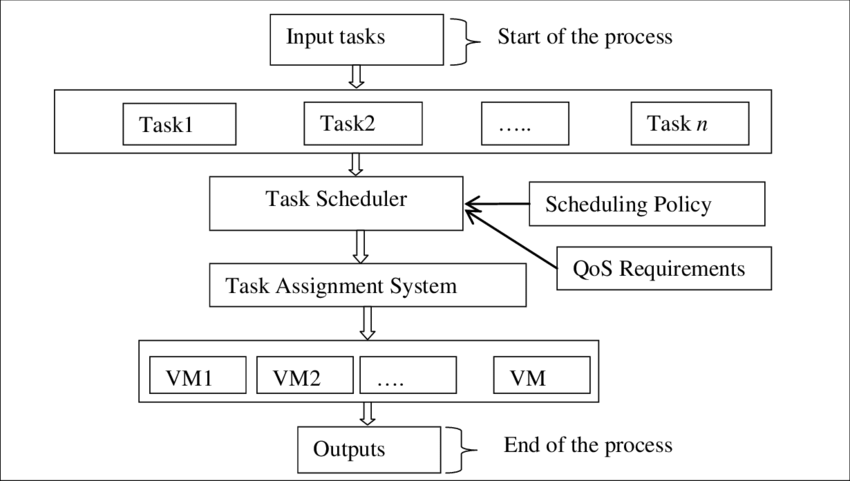 Input tasks
Start of the process
Task1
Task2
…..
Task n
Task Scheduler
Scheduling Policy
QoS Requirements
Task Assignment System
VM1
VM2
….
VM
Outputs
End of the process